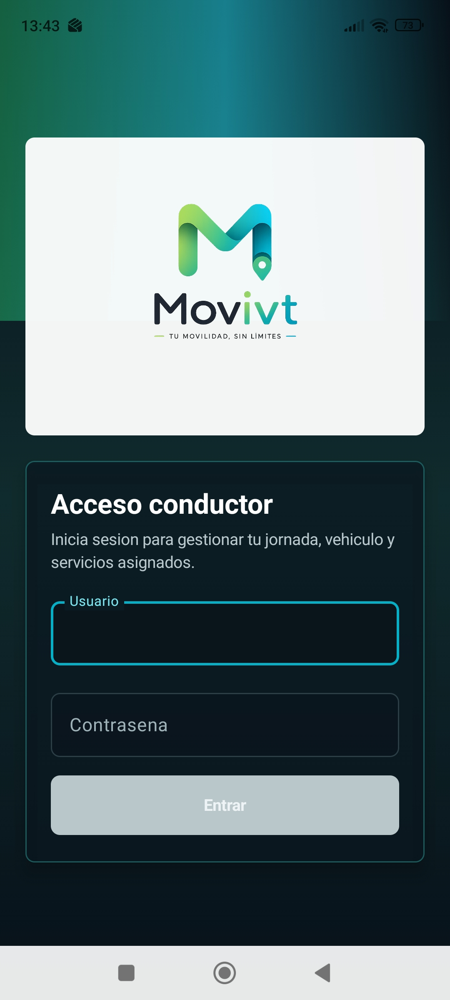 13:43
73
Movivt
TU MOVILIDAD, SIN LÍMITES
Acceso conductor
Inicia sesion para gestionar tu jornada, vehiculo y
servicios asignados.
Usuario
Contrasena
Entrar